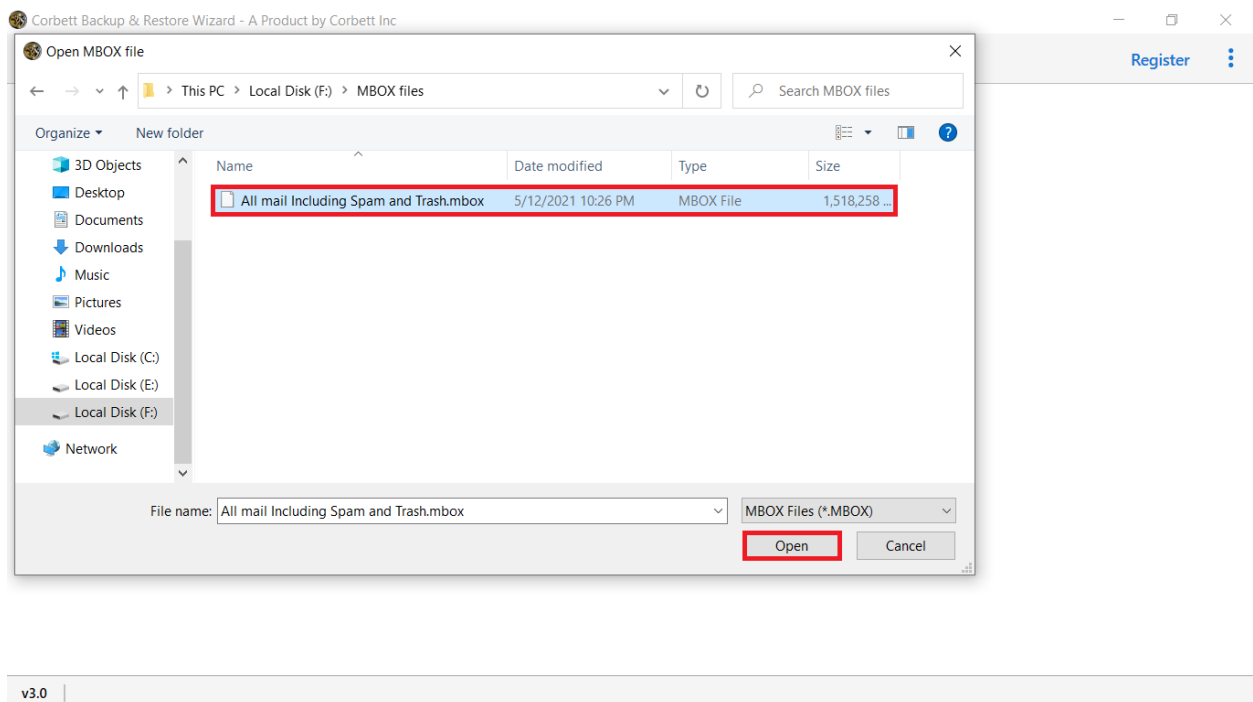 Corbett Backup & Restore Wizard - A Product by Corbett Inc
Open MBOX file
Register
This PC > Local Disk (F:) > MBOX files
Search MBOX files
Organize
New folder
?
Name
Date modified
Type
Size
All mail Including Spam and Trash.mbox
5/12/2021 10:26 PM
MBOX File
1,518,258 ...
3D Objects
Desktop
Documents
Downloads
Music
Pictures
Videos
Local Disk (C:)
Local Disk (E:)
Local Disk (F:)
Network
File name:
All mail Including Spam and Trash.mbox
MBOX Files (*.MBOX)
Open
Cancel
v3.0